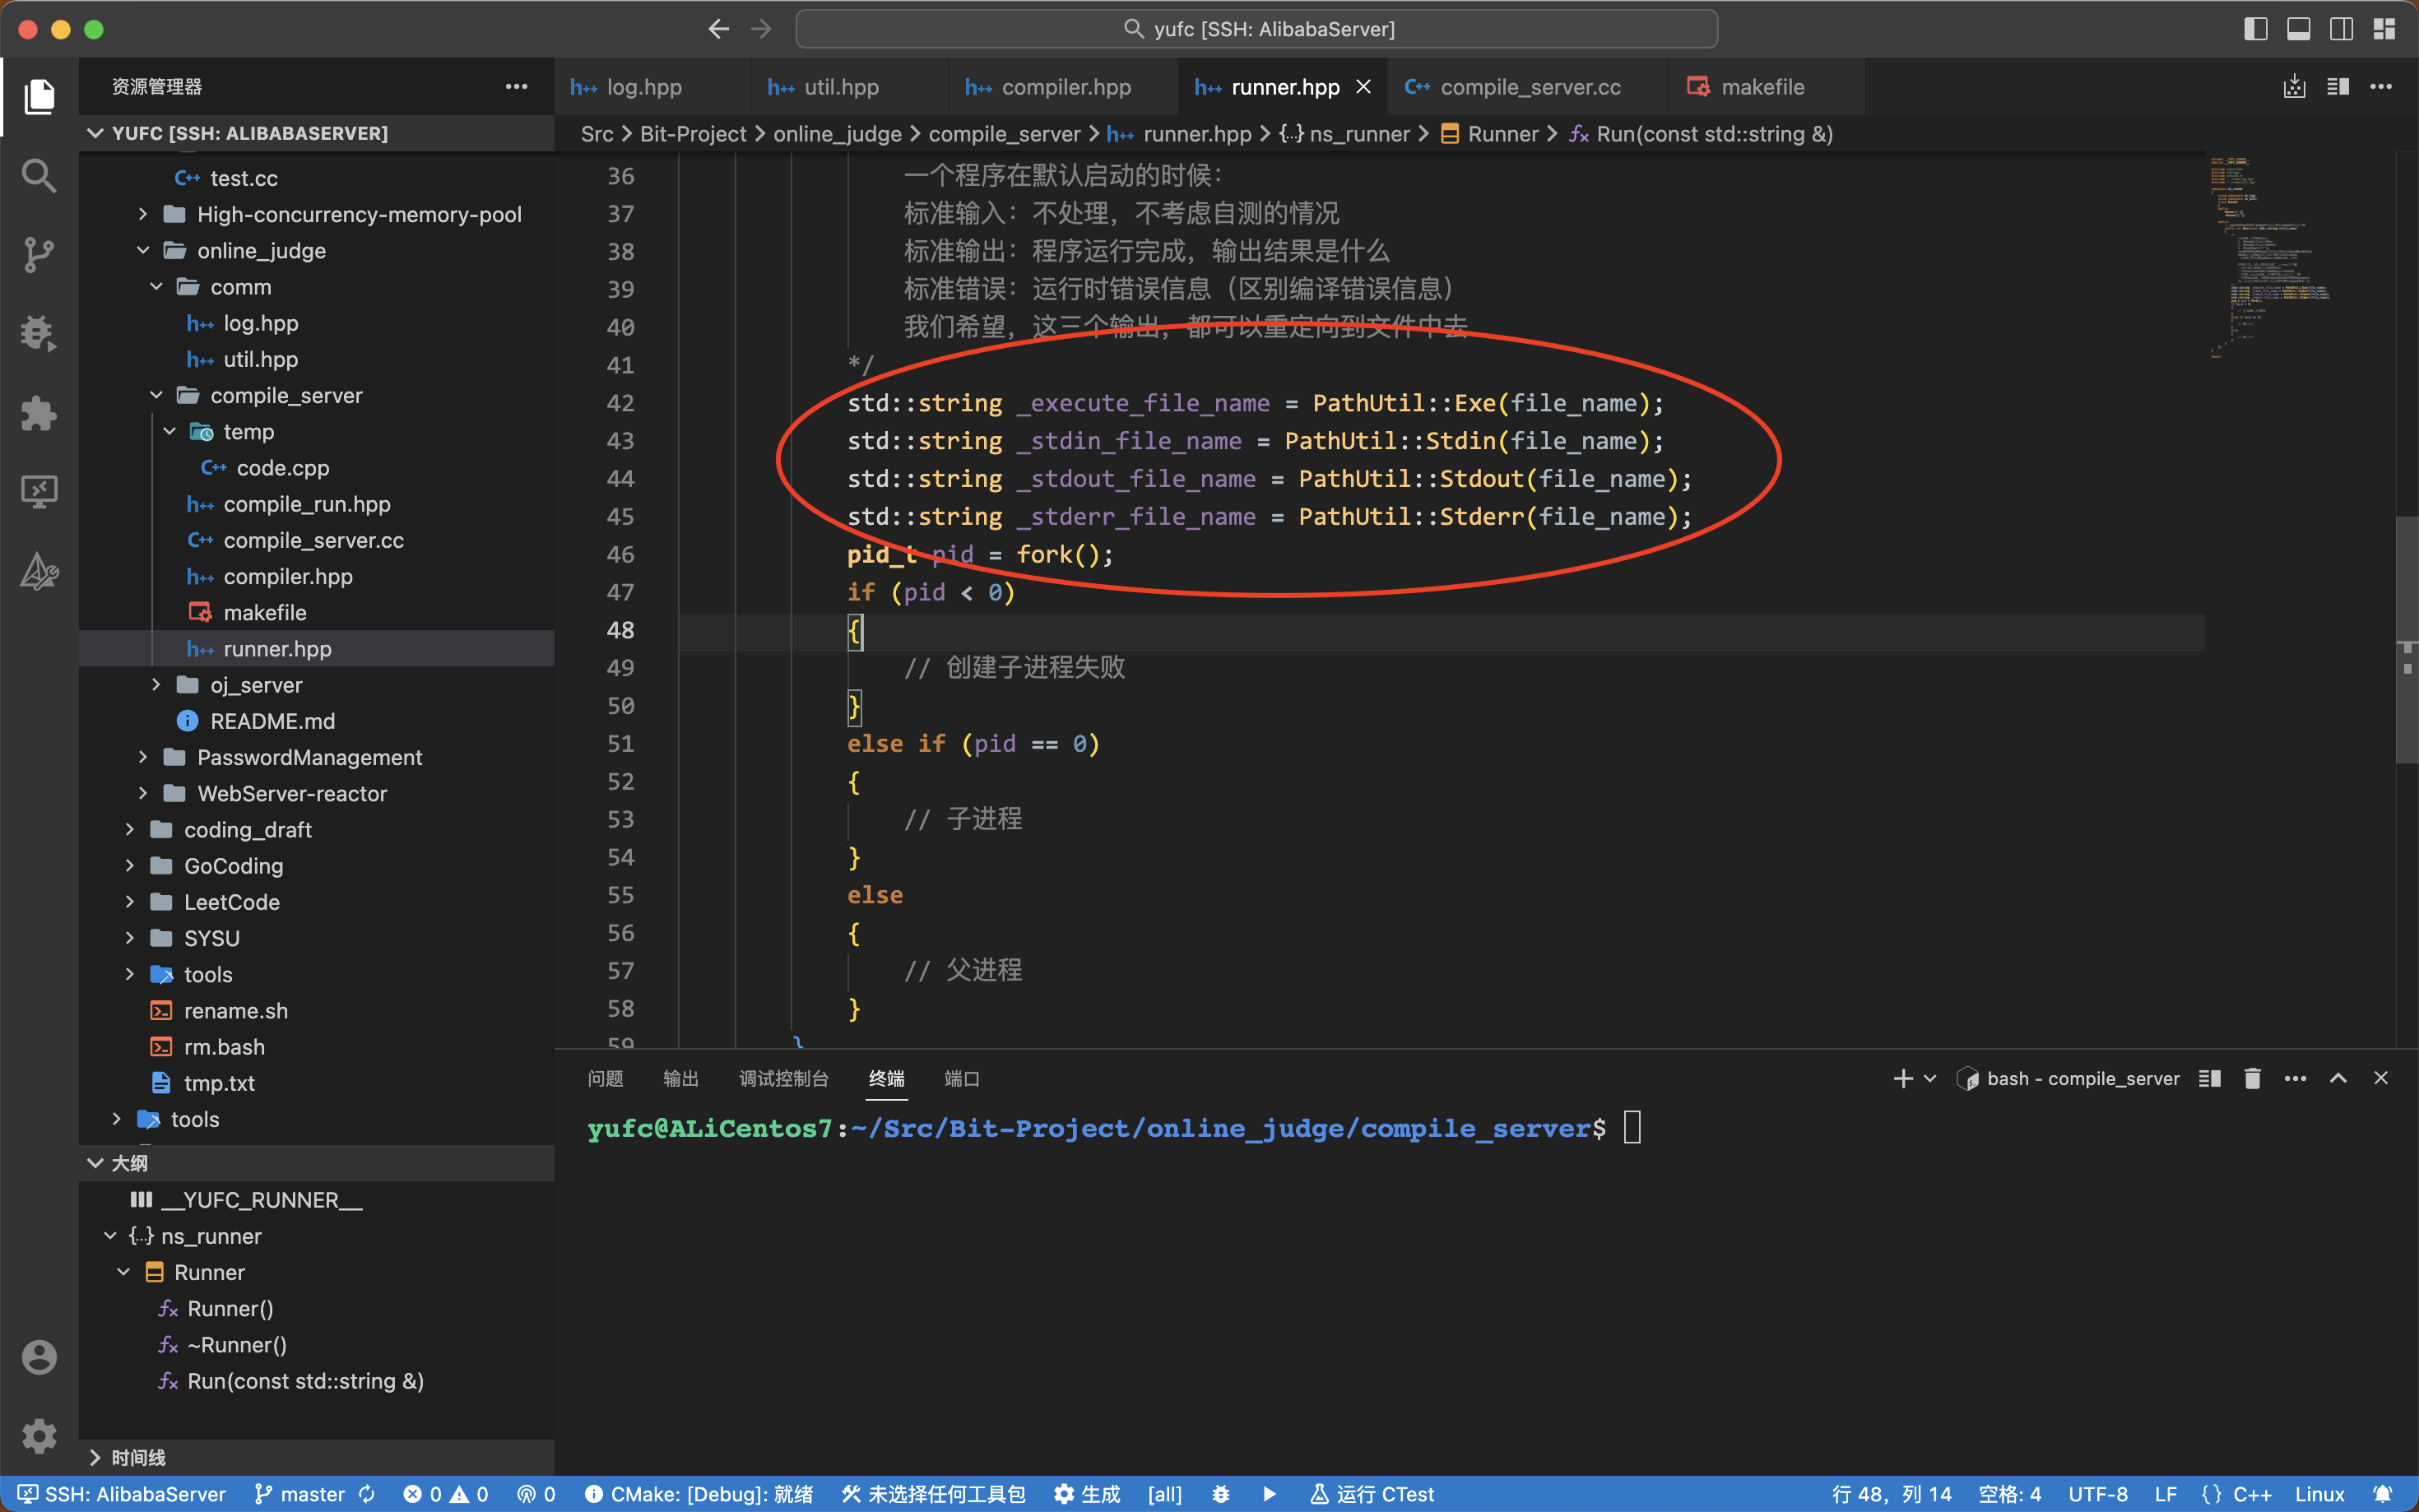 yufc [SSH: AlibabaServer]
资源管理器
log.hpp
util.hpp
compiler.hpp
runner.hpp
compile_server.cc
makefile
YUFC [SSH: ALIBABASERVER]
Src > Bit-Project > online_judge > compile_server > h++ runner.hpp > {..} ns_runner > Runner > Run(const std::string &)
test.cc
High-concurrency-memory-pool
online_judge
comm
log.hpp
util.hpp
compile_server
temp
code.cpp
compile_run.hpp
compile_server.cc
compiler.hpp
makefile
runner.hpp
oj_server
README.md
PasswordManagement
WebServer-reactor
coding_draft
GoCoding
LeetCode
SYSU
tools
rename.sh
rm.bash
tmp.txt
tools
大纲
__YUFC_RUNNER__
{..} ns_runner
Runner
Runner()
~Runner()
Run(const std::string &)
时间线
36 一个程序在默认启动的时候：
37 标准输入：不处理，不考虑自测的情况
38 标准输出：程序运行完成，输出结果是什么
39 标准错误：运行时错误信息（区别编译错误信息）
40 我们希望，这三个输出，都可以重定向到文件中去
41 */
42 std::string _execute_file_name = PathUtil::Exe(file_name);
43 std::string _stdin_file_name = PathUtil::Stdin(file_name);
44 std::string _stdout_file_name = PathUtil::Stdout(file_name);
45 std::string _stderr_file_name = PathUtil::Stderr(file_name);
46 pid_t pid = fork();
47 if (pid < 0)
48 {
49 // 创建子进程失败
50 }
51 else if (pid == 0)
52 {
53 // 子进程
54 }
55 else
56 {
57 // 父进程
58 }
59 }
问题 输出 调试控制台 终端 端口
bash - compile_server
yufc@ALiCentos7:~/Src/Bit-Project/online_judge/compile_server$
SSH: AlibabaServer master 0 0 0 CMake: [Debug]: 就绪 未选择任何工具包 生成 [all] 运行 CTest 行 48，列 14 空格: 4 UTF-8 LF {} C++ Linux